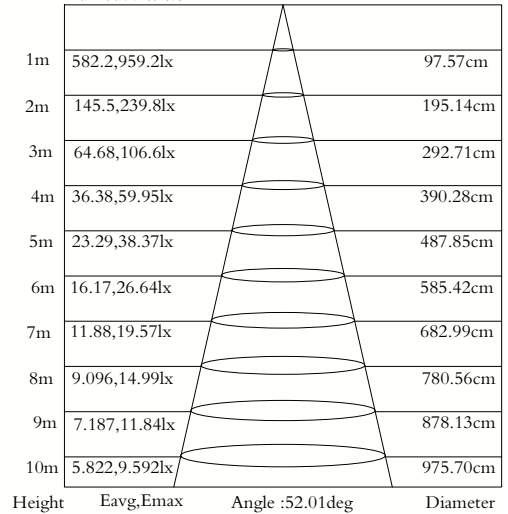 1m 582.2,959.2lx 97.57cm
2m 145.5,239.8lx 195.14cm
3m 64.68,106.6lx 292.71cm
4m 36.38,59.95lx 390.28cm
5m 23.29,38.37lx 487.85cm
6m 16.17,26.64lx 585.42cm
7m 11.88,19.57lx 682.99cm
8m 9.096,14.99lx 780.56cm
9m 7.187,11.84lx 878.13cm
10m 5.822,9.592lx 975.70cm
Height Eavg,Emax Angle :52.01deg Diameter